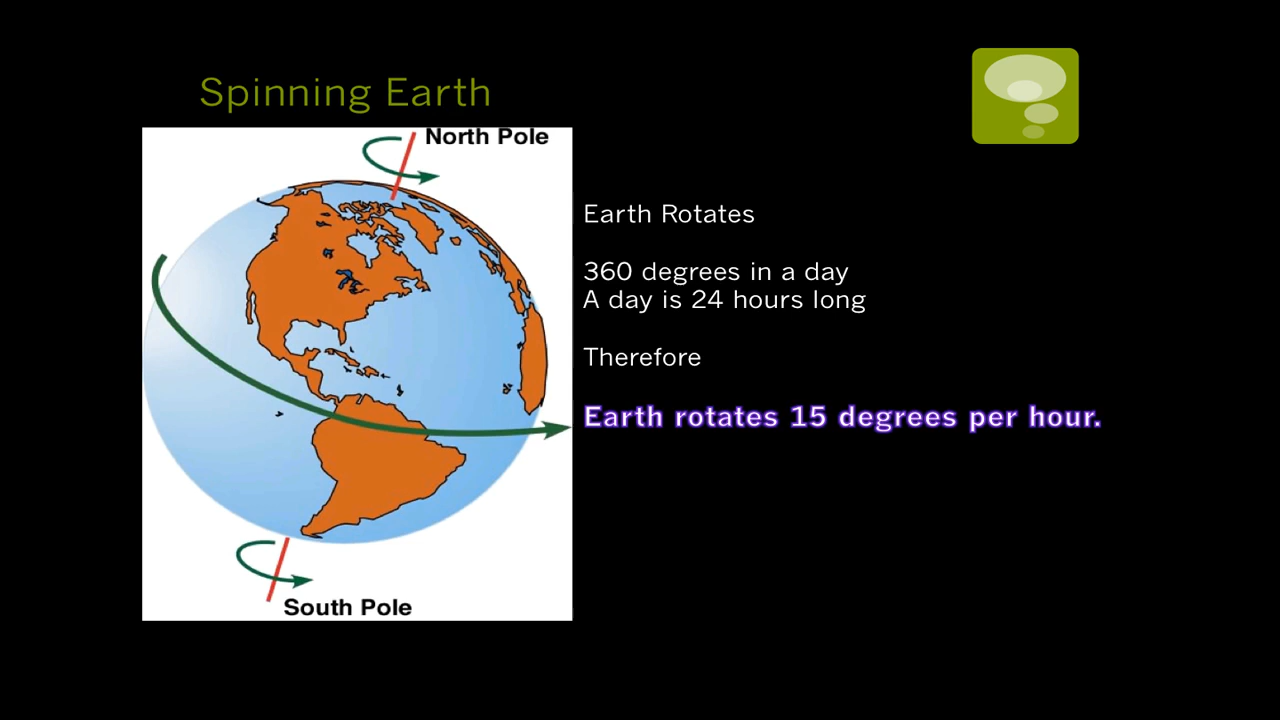 Spinning Earth
North Pole
Earth Rotates
360 degrees in a day
A day is 24 hours long
Therefore
Earth rotates 15 degrees per hour.
South Pole